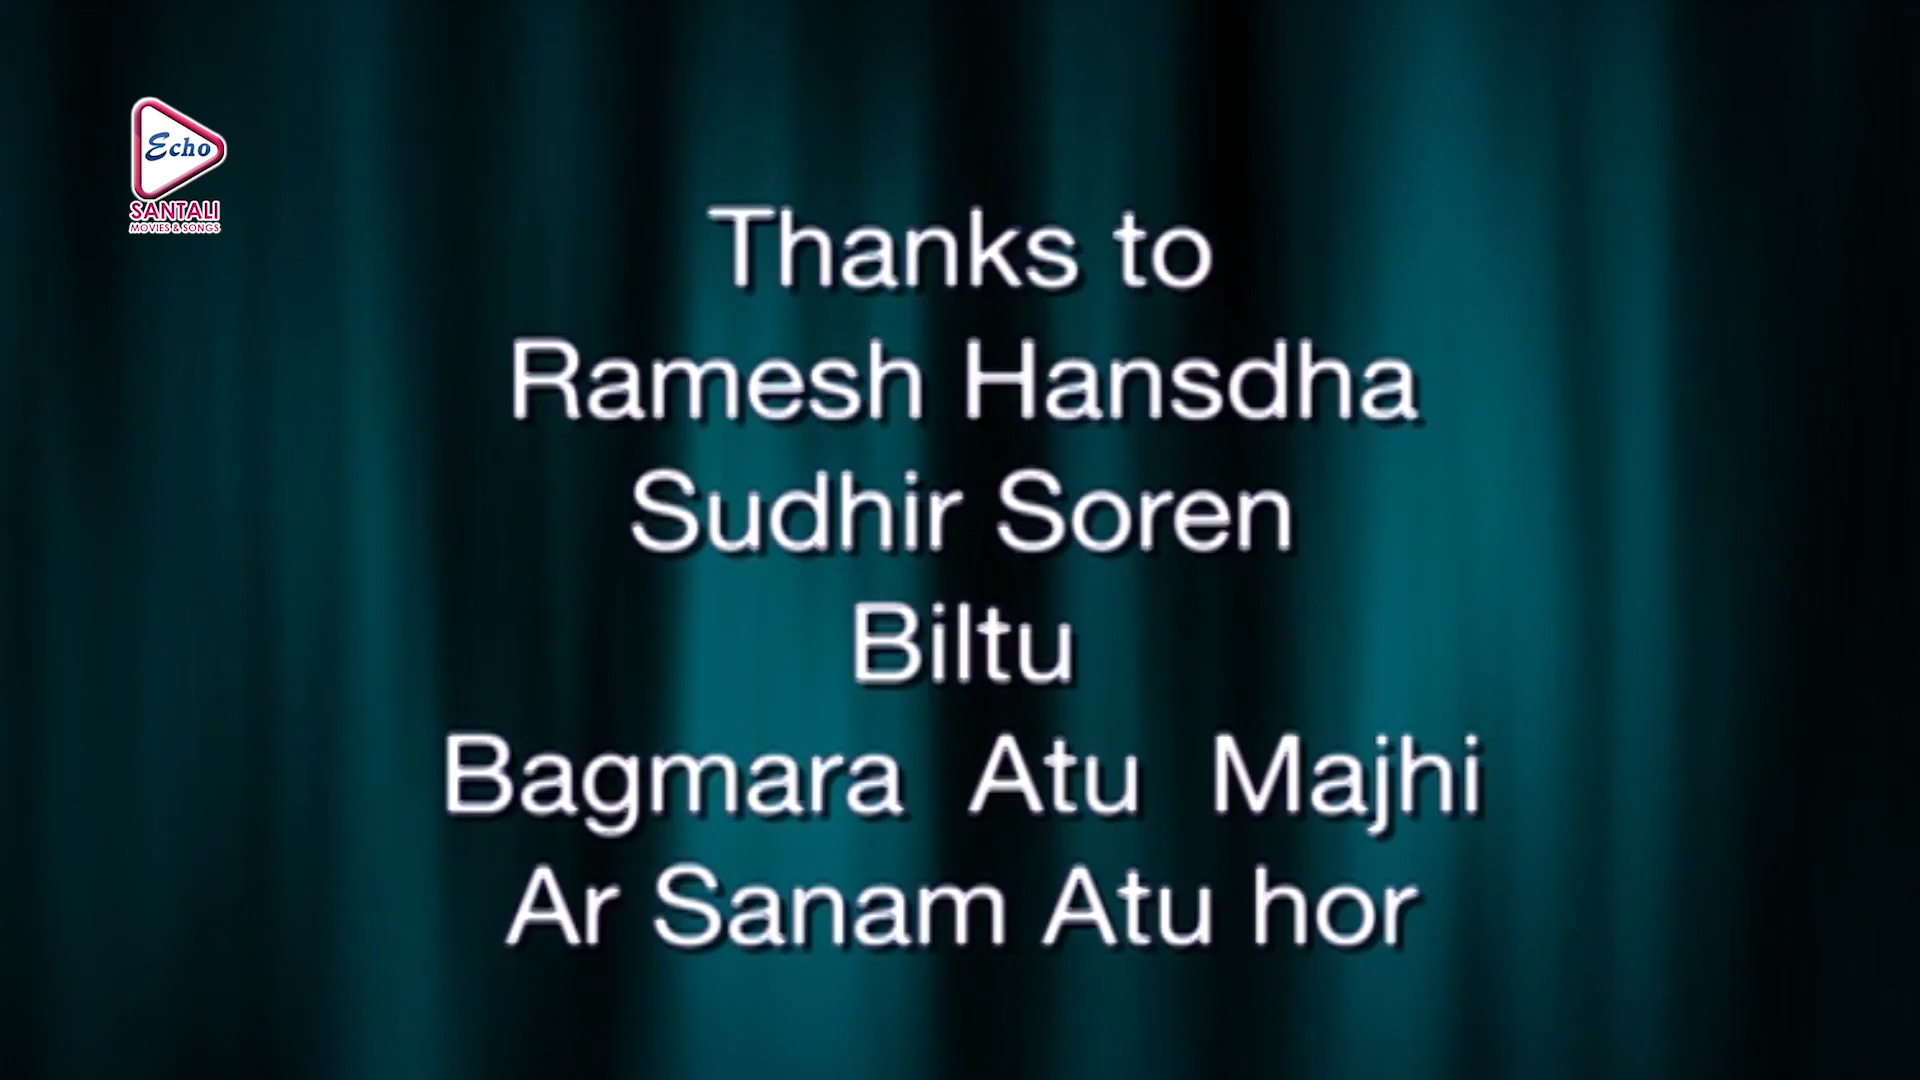 Echo
SANTALI
MOVIES & SONGS
Thanks to
Ramesh Hansdha
Sudhir Soren
Biltu
Bagmara Atu Majhi
Ar Sanam Atu hor